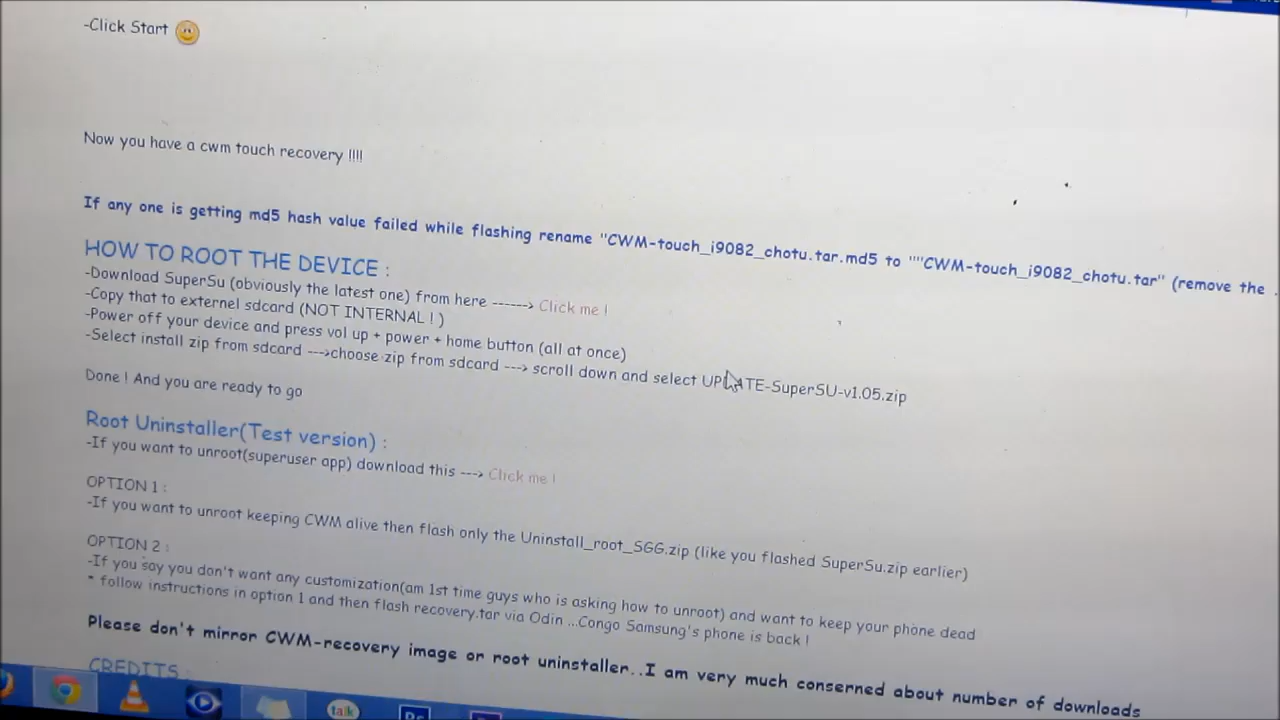 -Click Start
Now you have a cwm touch recovery !!!!
If any one is getting md5 hash value failed while flashing rename "CWM-touch_i9082_chotu.tar.md5 to ""CWM-touch_i9082_chotu.tar" (remove the .
HOW TO ROOT THE DEVICE :
-Download SuperSu (obviously the latest one) from here ------> Click me !
-Copy that to externel sdcard (NOT INTERNAL ! )
-Power off your device and press vol up + power + home button (all at once)
-Select install zip from sdcard --->choose zip from sdcard ---> scroll down and select UPDATE-SuperSU-v1.05.zip
Done ! And you are ready to go
Root Uninstaller(Test version) :
-If you want to unroot(superuser app) download this ---> Click me !
OPTION 1 :
-If you want to unroot keeping CWM alive then flash only the Uninstall_root_SGG.zip (like you flashed SuperSu.zip earlier)
OPTION 2 :
-If you say you don't want any customization(am 1st time guys who is asking how to unroot) and want to keep your phone dead
* follow instructions in option 1 and then flash recovery.tar via Odin ...Congo Samsung's phone is back !
Please don't mirror CWM-recovery image or root uninstaller..I am very much conserned about number of downloads
CREDITS :
talk